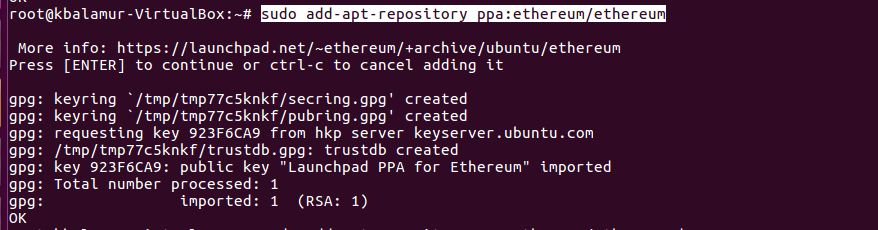 OK
root@kbalamur-VirtualBox:~# sudo add-apt-repository ppa:ethereum/ethereum
More info: https://launchpad.net/~ethereum/+archive/ubuntu/ethereum
Press [ENTER] to continue or ctrl-c to cancel adding it
gpg: keyring `/tmp/tmp77c5knkf/secring.gpg' created
gpg: keyring `/tmp/tmp77c5knkf/pubring.gpg' created
gpg: requesting key 923F6CA9 from hkp server keyserver.ubuntu.com
gpg: /tmp/tmp77c5knkf/trustdb.gpg: trustdb created
gpg: key 923F6CA9: public key "Launchpad PPA for Ethereum" imported
gpg: Total number processed: 1
gpg: imported: 1 (RSA: 1)
OK